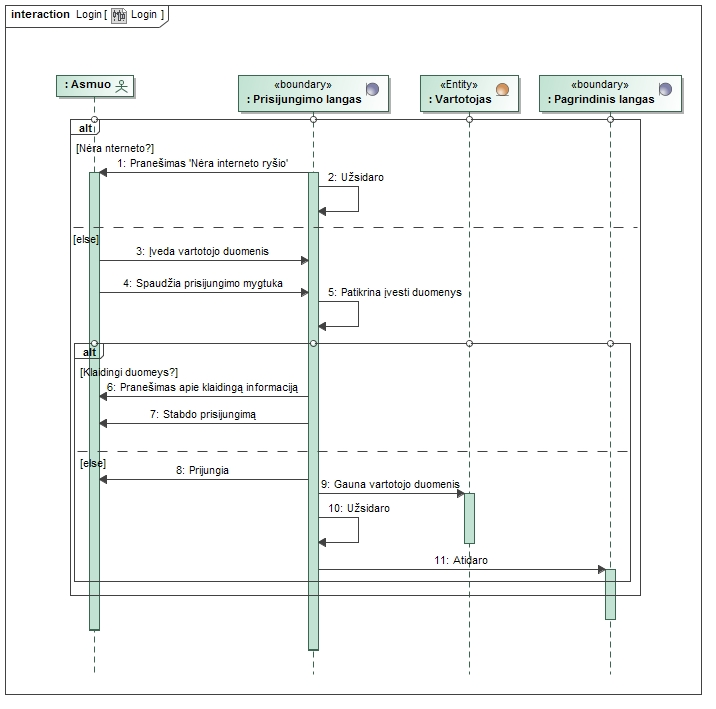 interaction Login [ Login ]
: Asmuo
«boundary»
: Prisijungimo langas
«Entity»
: Vartotojas
«boundary»
: Pagrindinis langas
alt
[Nėra nterneto?]
1: Pranešimas 'Nėra interneto ryšio'
2: Užsidaro
[else]
3: Įveda vartotojo duomenis
4: Spaudžia prisijungimo mygtuka
5: Patikrina įvesti duomenys
alt
[Klaidingi duomeys?]
6: Pranešimas apie klaidingą informaciją
7: Stabdo prisijungimą
[else]
8: Prijungia
9: Gauna vartotojo duomenis
10: Užsidaro
11: Atidaro